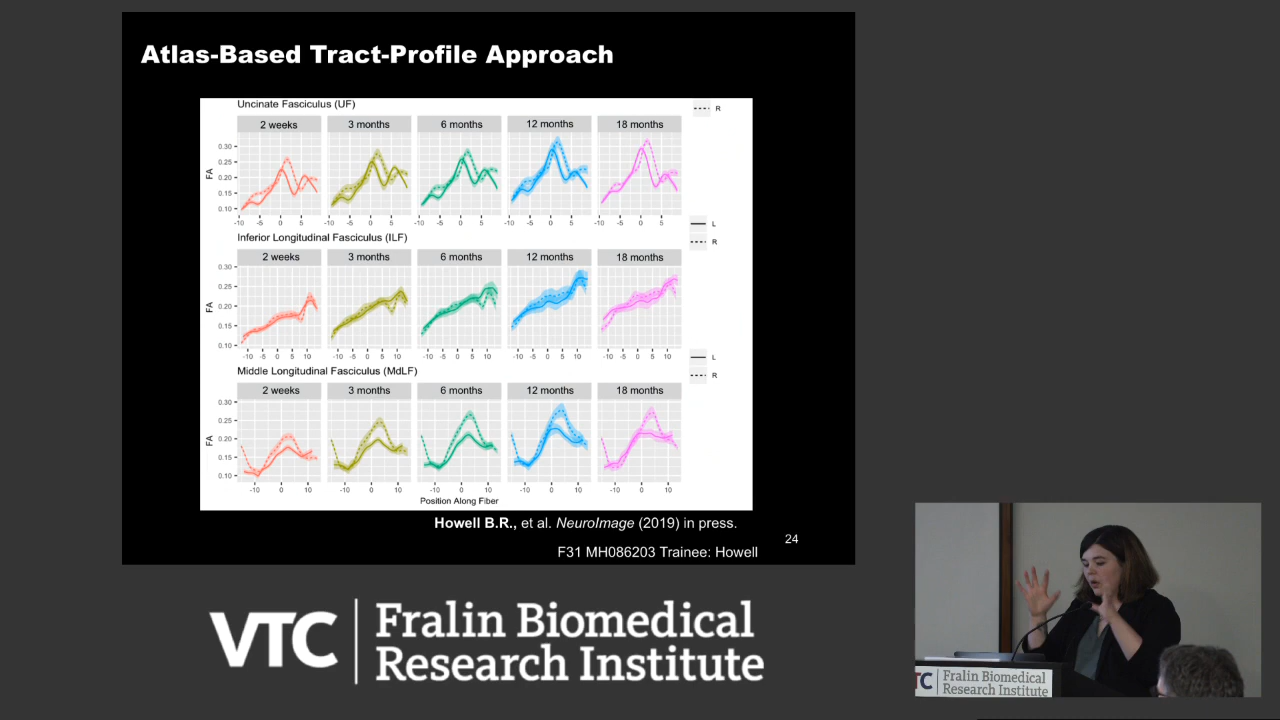 Atlas-Based Tract-Profile Approach
Uncinate Fasciculus (UF)
R
2 weeks 3 months 6 months 12 months 18 months
FA
0.30
0.25
0.20
0.15
0.10
-10 -5 0 5 -10 -5 0 5 -10 -5 0 5 -10 -5 0 5 -10 -5 0 5
L
R
Inferior Longitudinal Fasciculus (ILF)
2 weeks 3 months 6 months 12 months 18 months
FA
0.30
0.25
0.20
0.15
0.10
-10 -5 0 5 10 -10 -5 0 5 10 -10 -5 0 5 10 -10 -5 0 5 10 -10 -5 0 5 10
L
R
Middle Longitudinal Fasciculus (MdLF)
2 weeks 3 months 6 months 12 months 18 months
FA
0.30
0.25
0.20
0.15
0.10
-10 0 10 -10 0 10 -10 0 10 -10 0 10 -10 0 10
Position Along Fiber
Howell B.R., et al. NeuroImage (2019) in press.
24
F31 MH086203 Trainee: Howell
VTC Fralin Biomedical
Research Institute
TC Fralin Biomedical
Research Institute